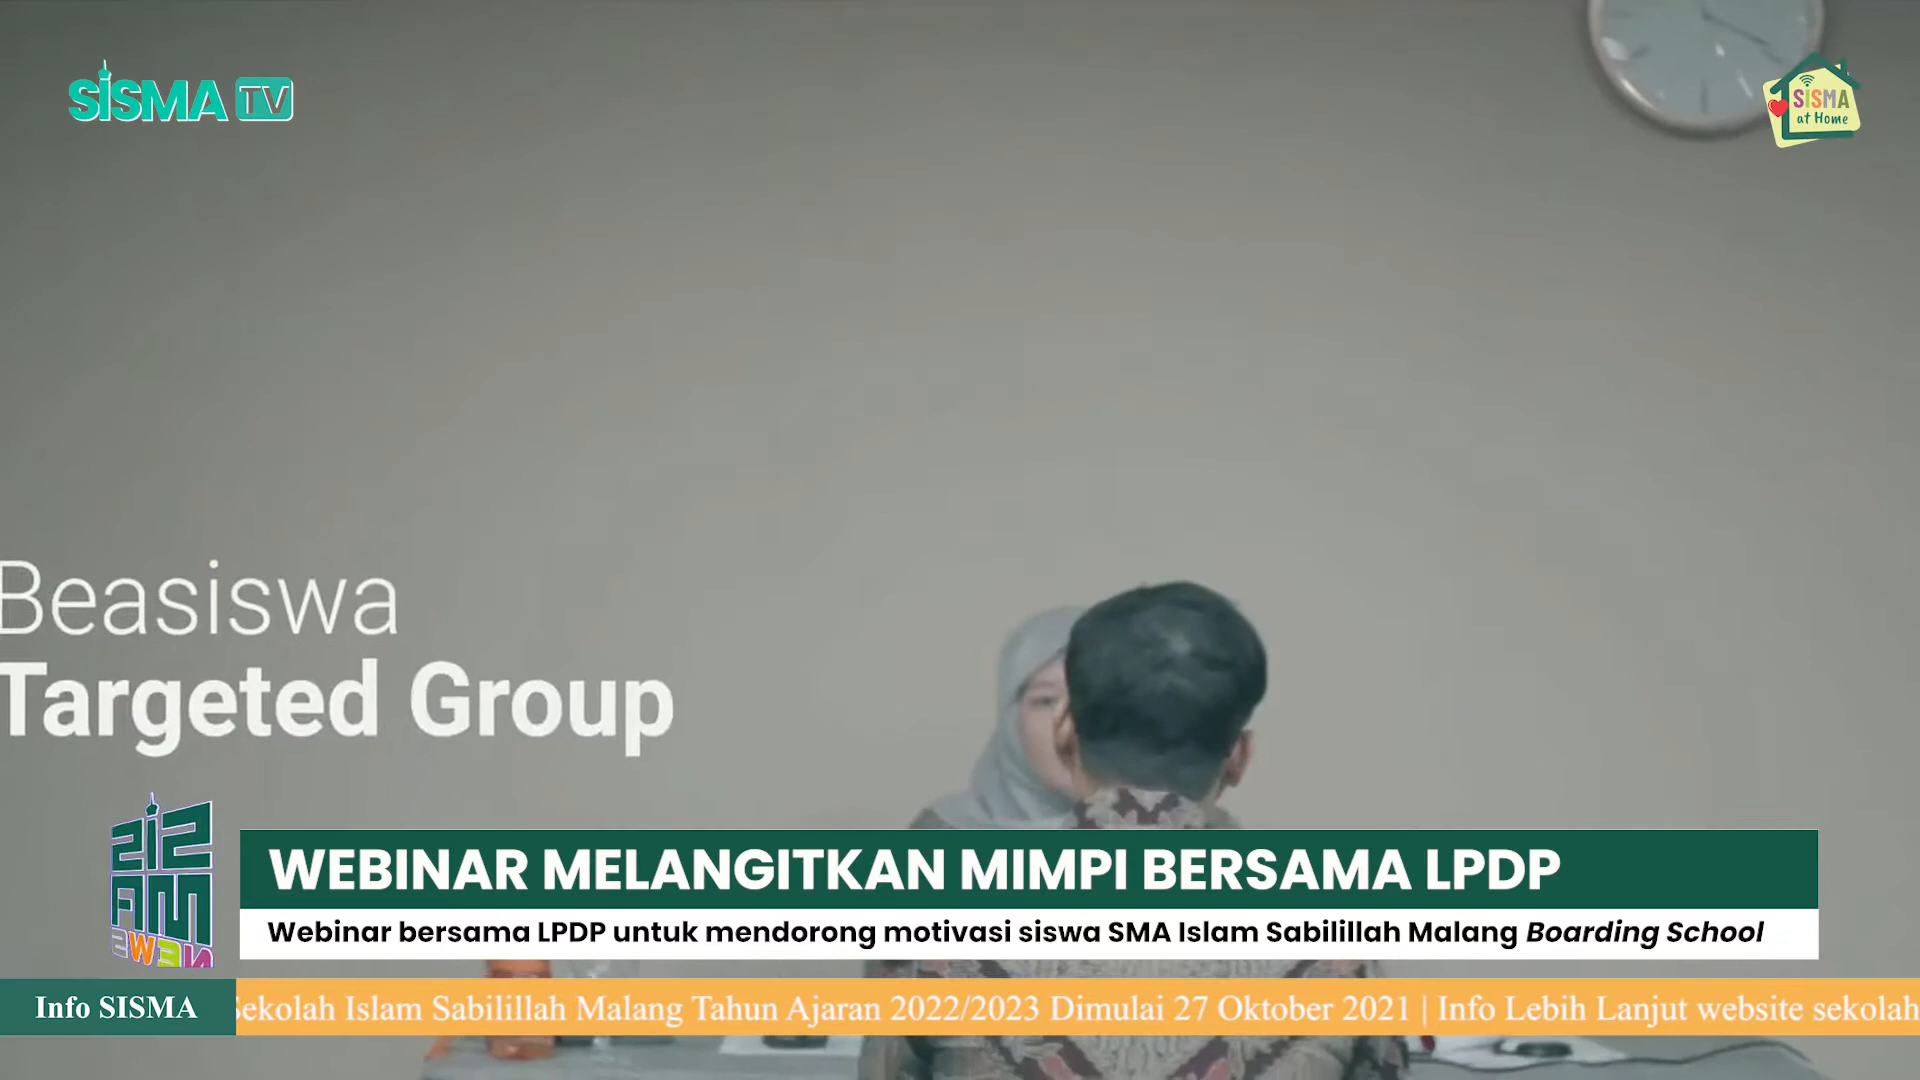 SISMA TV
SISMA
at Home
Beasiswa
Targeted Group
WEBINAR MELANGITKAN MIMPI BERSAMA LPDP
Webinar bersama LPDP untuk mendorong motivasi siswa SMA Islam Sabilillah Malang Boarding School
Info SISMA
Sekolah Islam Sabilillah Malang Tahun Ajaran 2022/2023 Dimulai 27 Oktober 2021 | Info Lebih Lanjut website sekolah